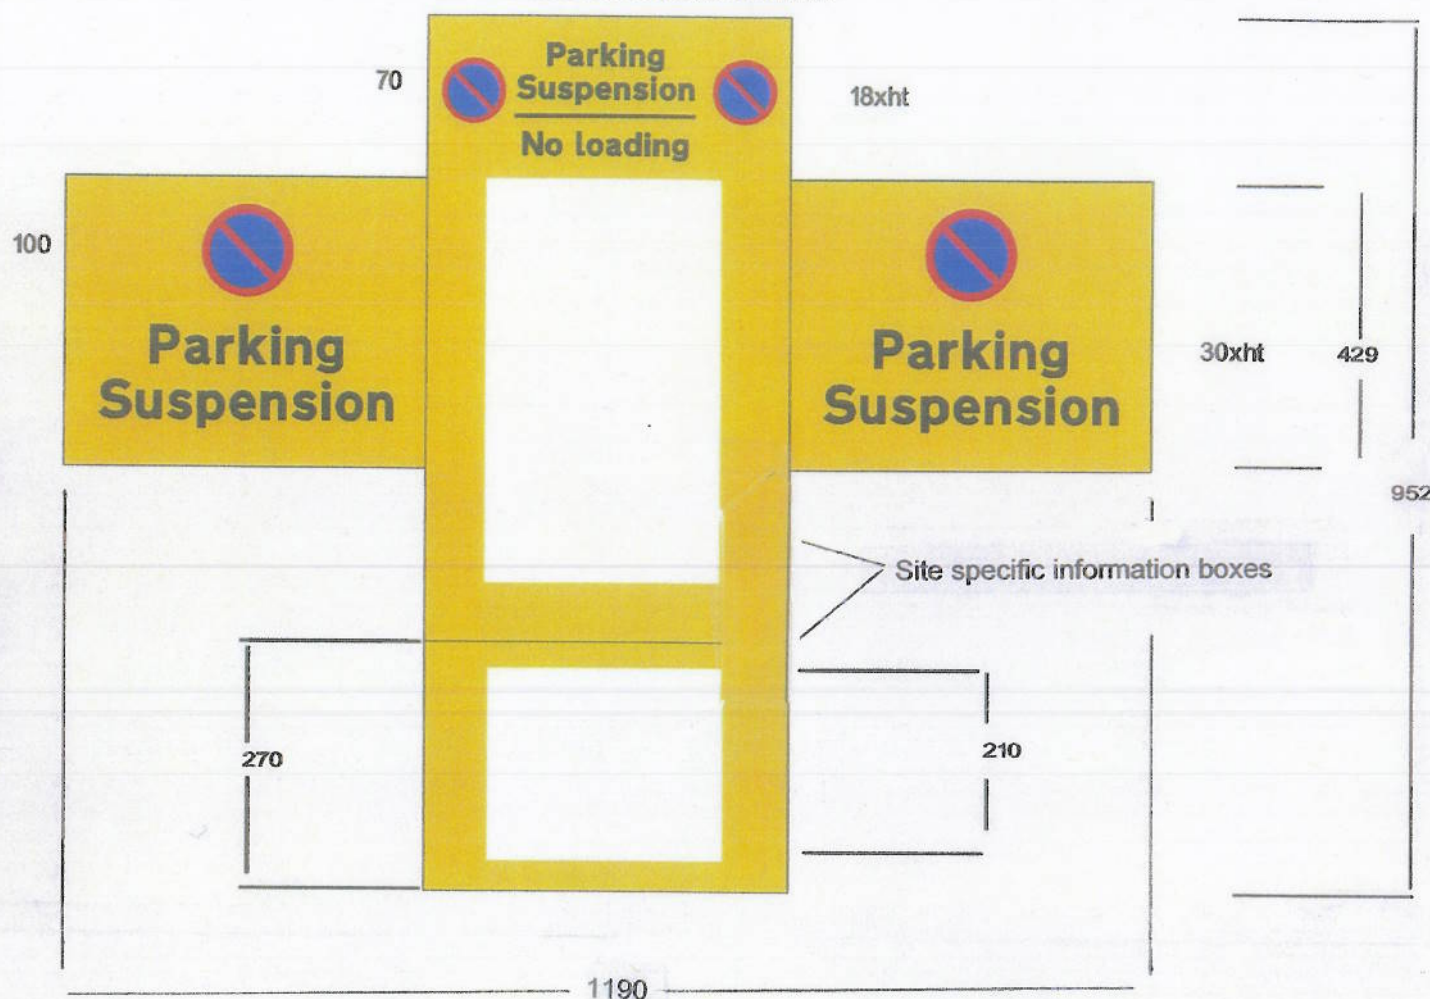 Parking
Suspension
No loading
70
18xht
100
Parking
Suspension
Parking
Suspension
30xht
429
952
Site specific information boxes
270
210
1190